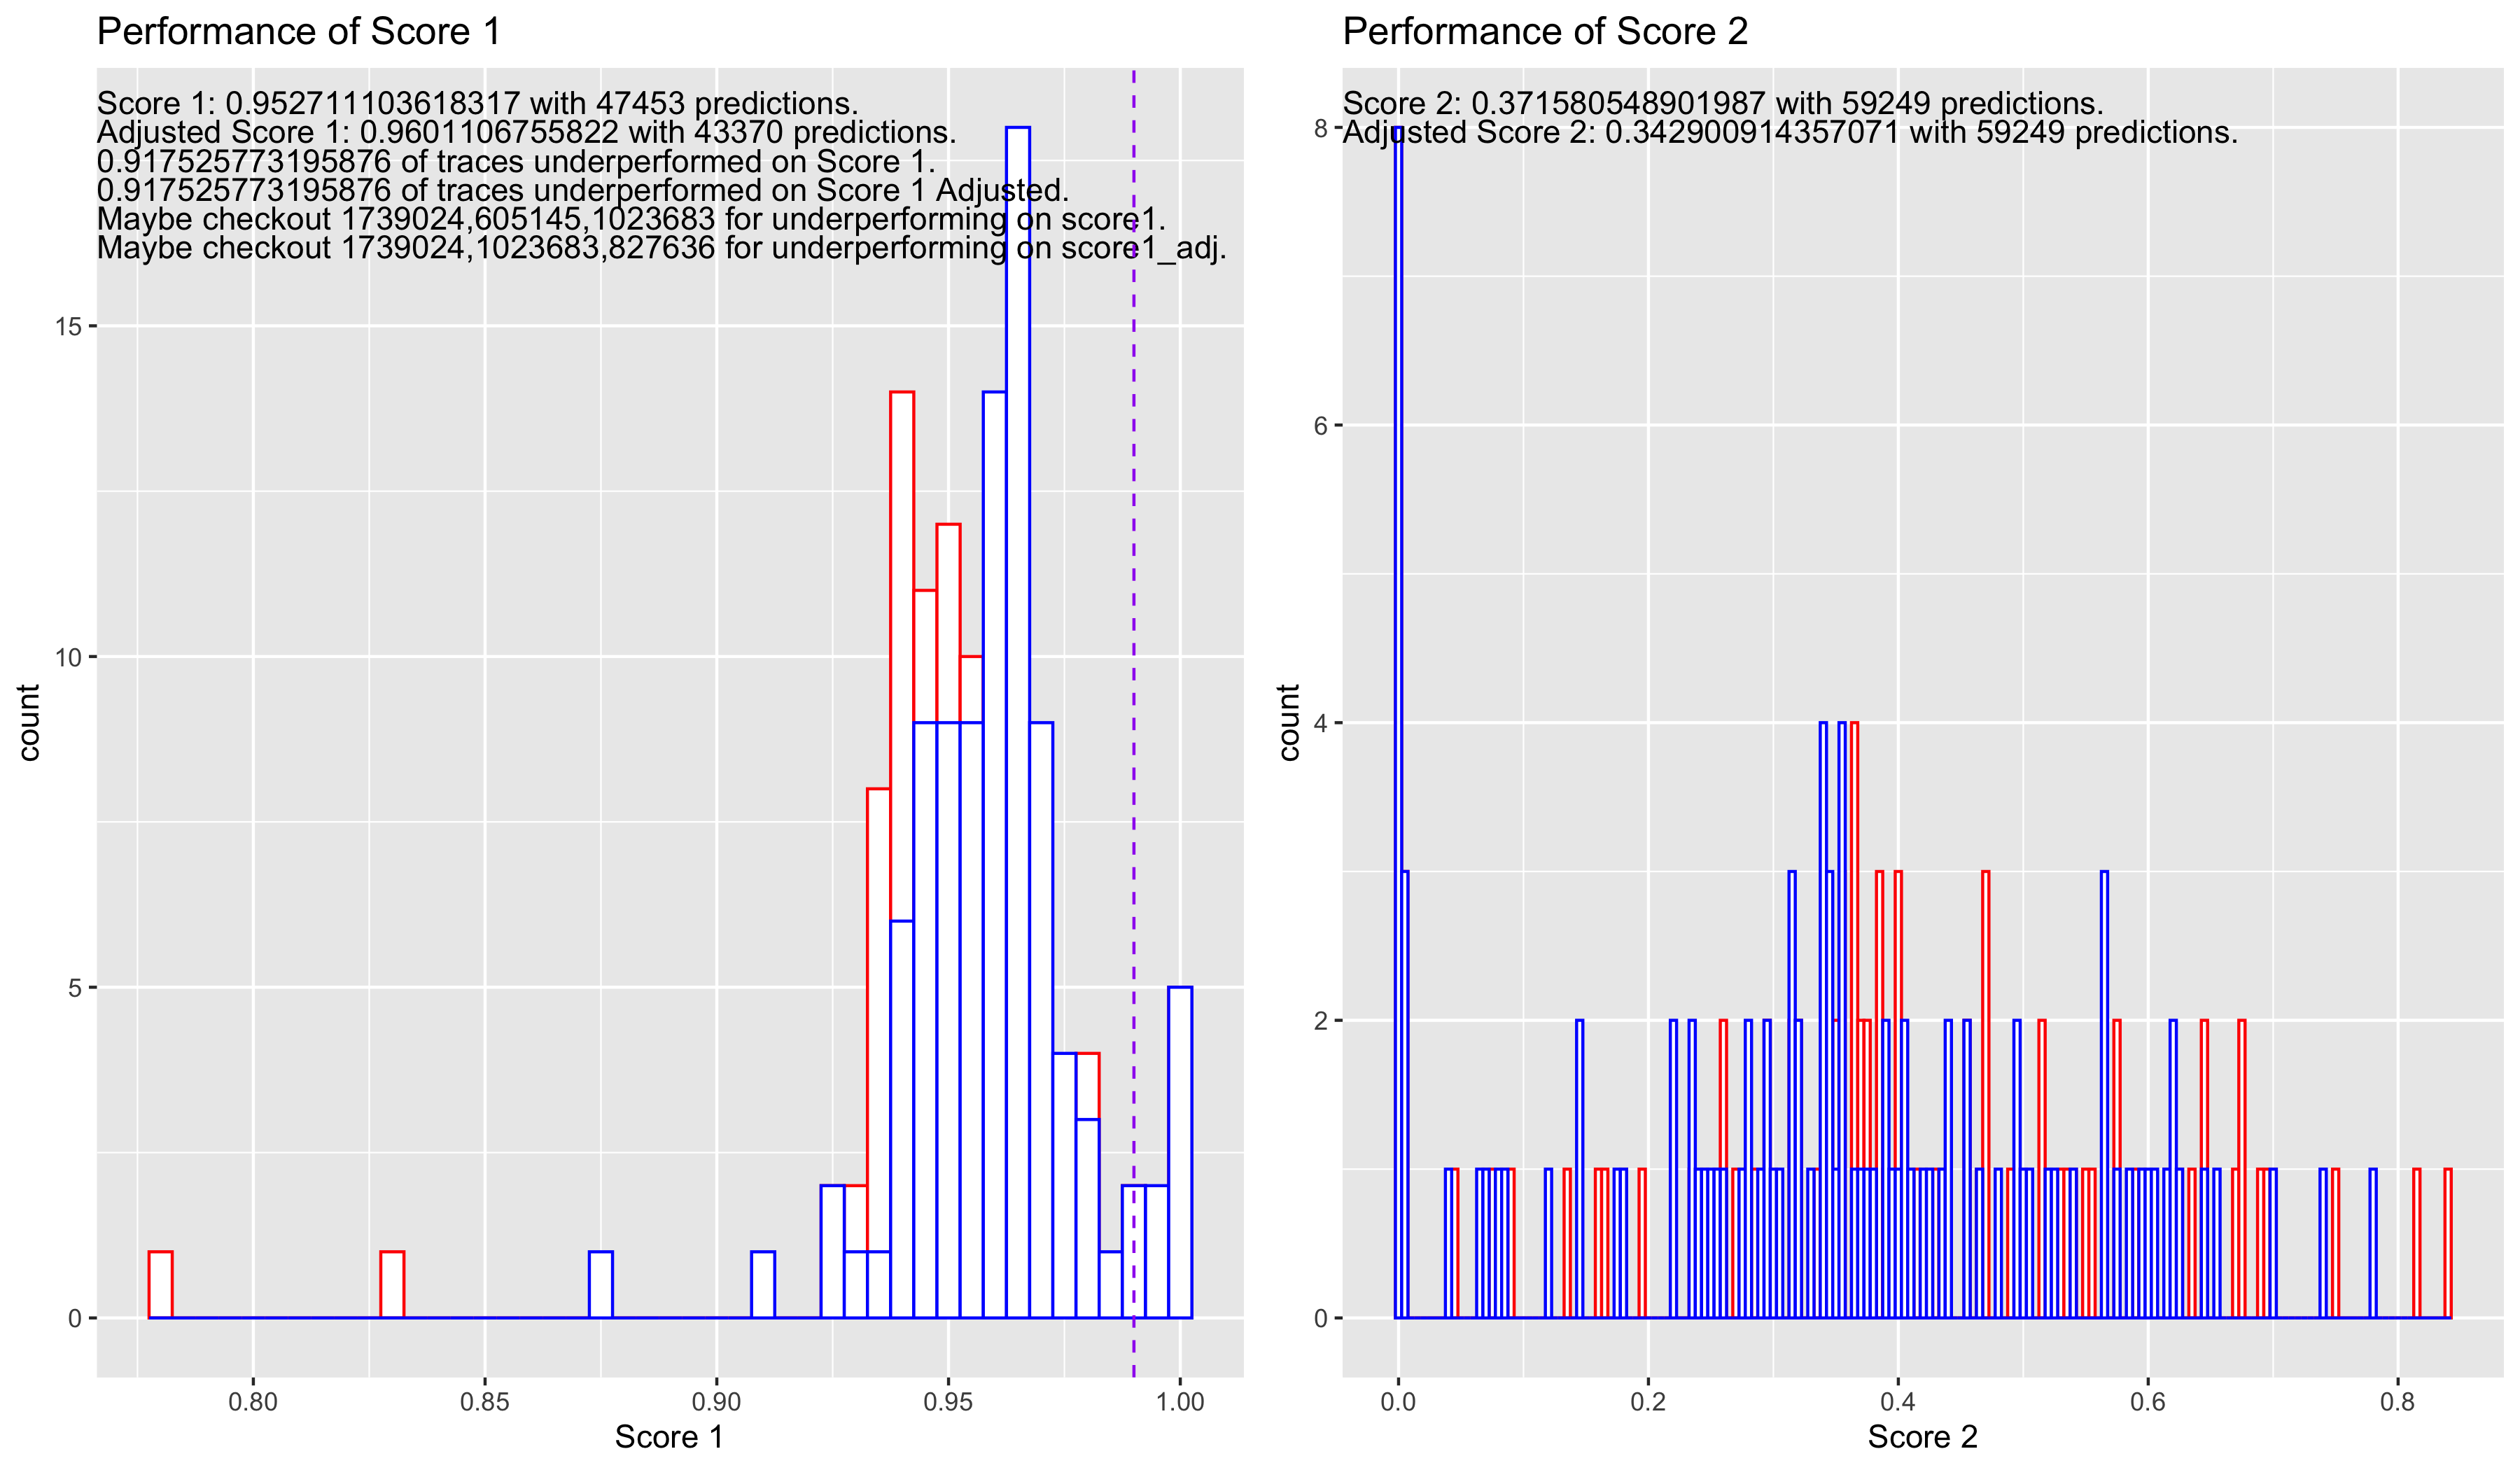 Performance of Score 1
Score 1: 0.952711103618317 with 47453 predictions.
Adjusted Score 1: 0.9601106755822 with 43370 predictions.
0.917525773195876 of traces underperformed on Score 1.
0.917525773195876 of traces underperformed on Score 1 Adjusted.
Maybe checkout 1739024,605145,1023683 for underperforming on score1.
Maybe checkout 1739024,1023683,827636 for underperforming on score1_adj.
15
10
5
0
count
0.80 0.85 0.90 0.95 1.00
Score 1
Performance of Score 2
Score 2: 0.371580548901987 with 59249 predictions.
Adjusted Score 2: 0.342900914357071 with 59249 predictions.
8
6
4
2
0
count
0.0 0.2 0.4 0.6 0.8
Score 2